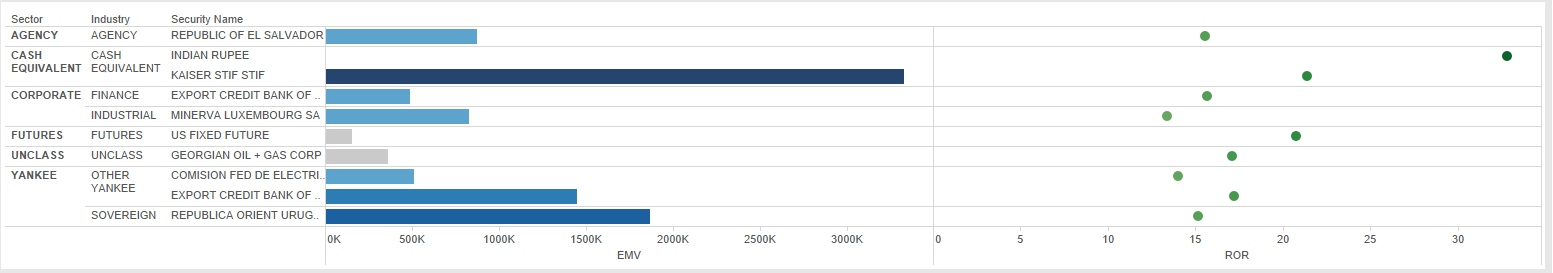 Sector Industry Security Name
AGENCY AGENCY REPUBLIC OF EL SALVADOR
CASH EQUIVALENT CASH EQUIVALENT INDIAN RUPEE
KAISER STIF STIF
CORPORATE FINANCE EXPORT CREDIT BANK OF ..
INDUSTRIAL MINERVA LUXEMBOURG SA
FUTURES FUTURES US FIXED FUTURE
UNCLASS UNCLASS GEORGIAN OIL + GAS CORP
YANKEE OTHER YANKEE COMISION FED DE ELECTRI..
EXPORT CREDIT BANK OF ..
SOVEREIGN REPUBLICA ORIENT URUG..
0K 500K 1000K 1500K 2000K 2500K 3000K 0 5 10 15 20 25 30
EMV ROR